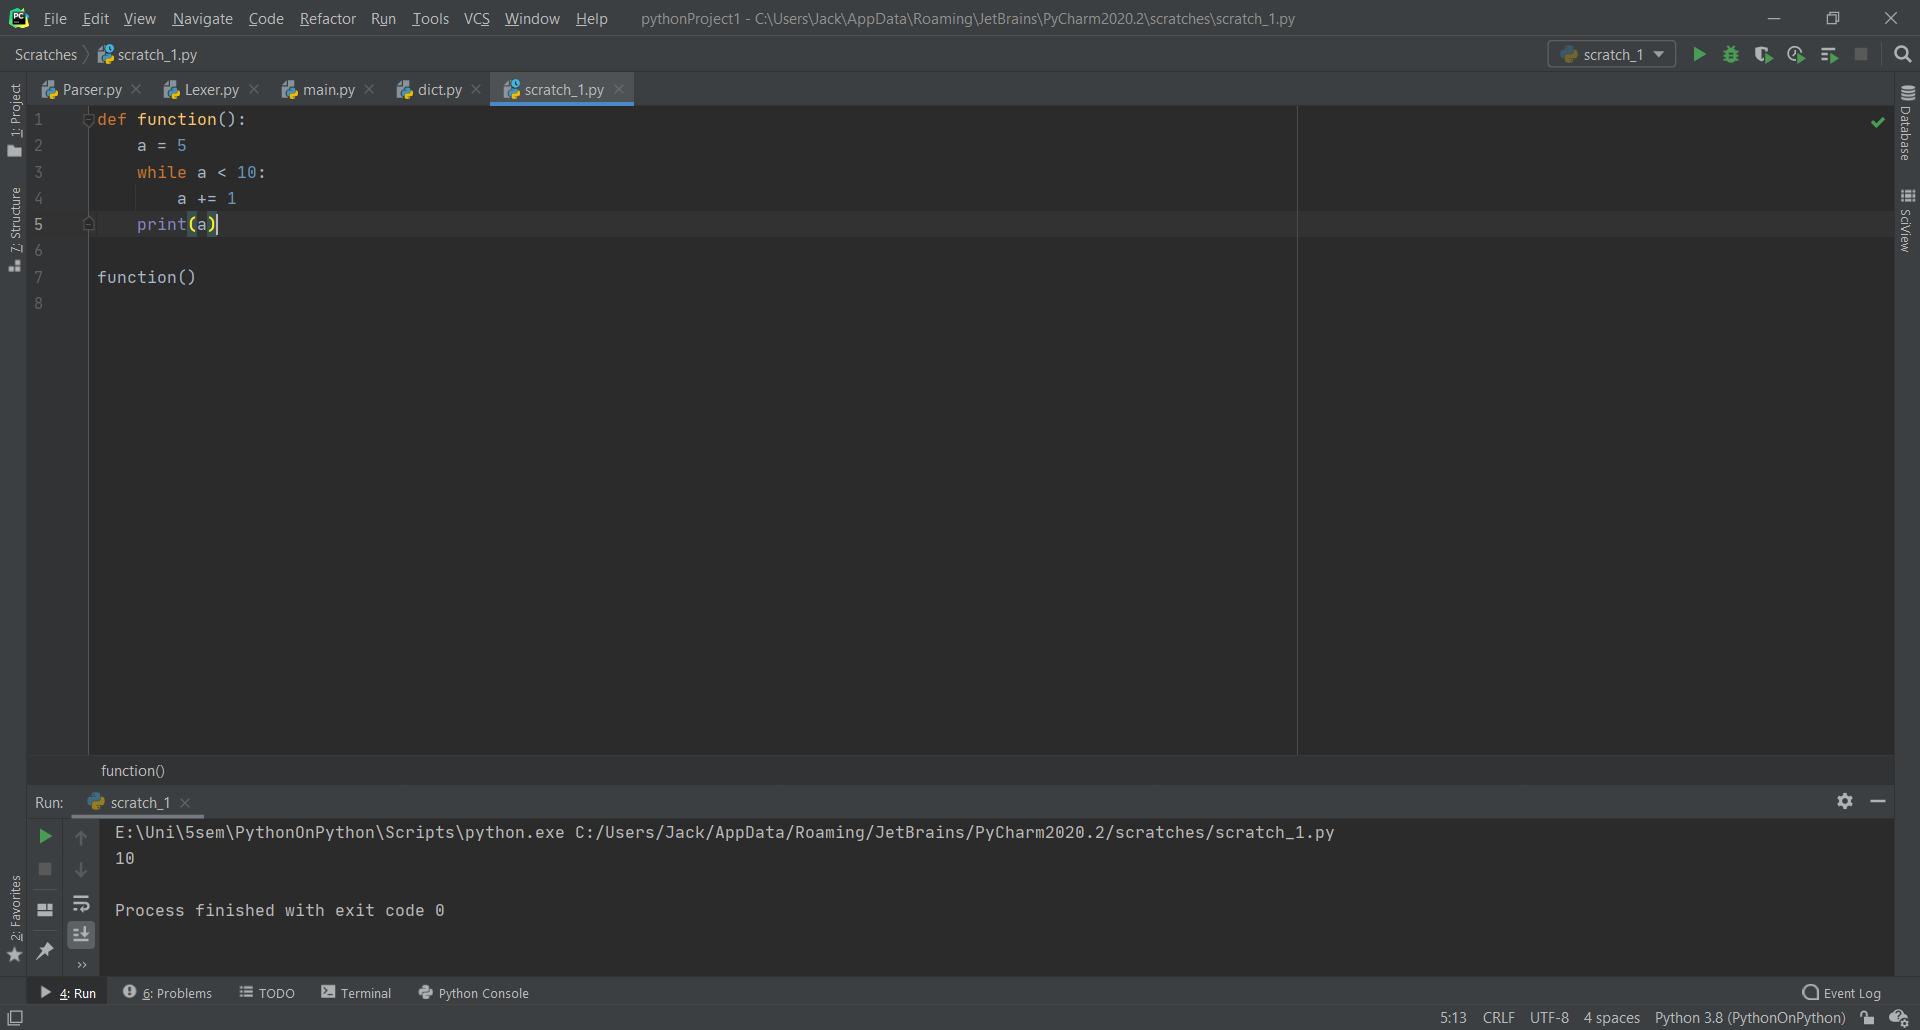 PC File Edit View Navigate Code Refactor Run Tools VCS Window Help pythonProject1 - C:\Users\Jack\AppData\Roaming\JetBrains\PyCharm2020.2\scratches\scratch_1.py
Scratches scratch_1.py scratch_1
Parser.py Lexer.py main.py dict.py scratch_1.py
1: Project
7: Structure
2: Favorites
1 def function():
2 a = 5
3 while a < 10:
4 a += 1
5 print(a)
6
7 function()
8
Database
SciView
function()
Run: scratch_1
E:\Uni\5sem\PythonOnPython\Scripts\python.exe C:/Users/Jack/AppData/Roaming/JetBrains/PyCharm2020.2/scratches/scratch_1.py
10
Process finished with exit code 0
4: Run 6: Problems TODO Terminal Python Console Event Log
5:13 CRLF UTF-8 4 spaces Python 3.8 (PythonOnPython)